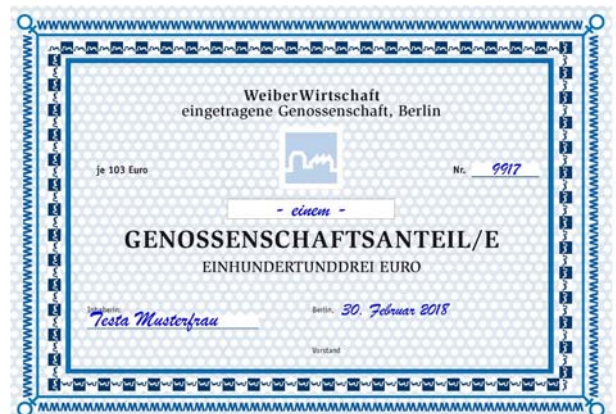 WeiberWirtschaft
eingetragene Genossenschaft, Berlin
je 103 Euro
Nr. 9917
- einem -
GENOSSENSCHAFTSANTEIL/E
EINHUNDERTUNDDREI EURO
Inhaberin:
Testa Musterfrau
Berlin, 30. Februar 2018
Vorstand